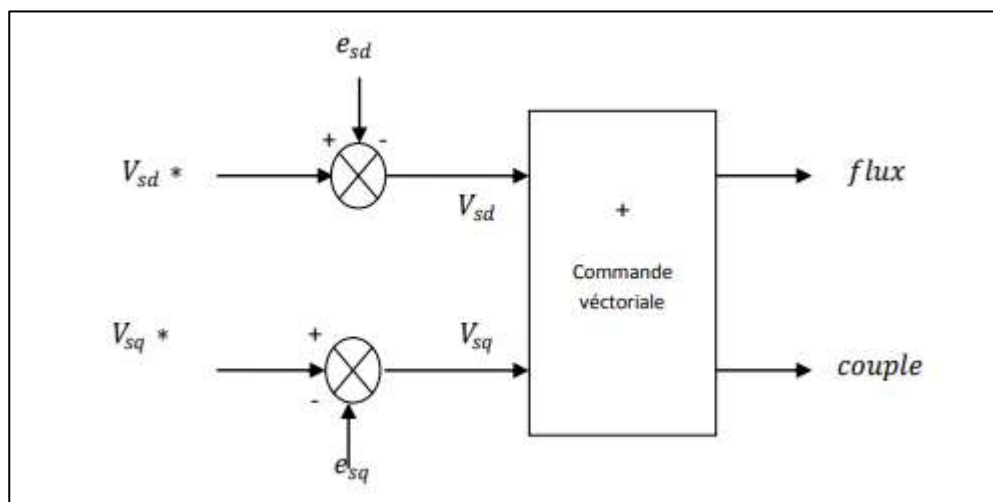 e_sd
+ -
V_sd *
V_sd
flux
+
Commande
véctoriale
V_sq *
+
V_sq
couple
-
e_sq